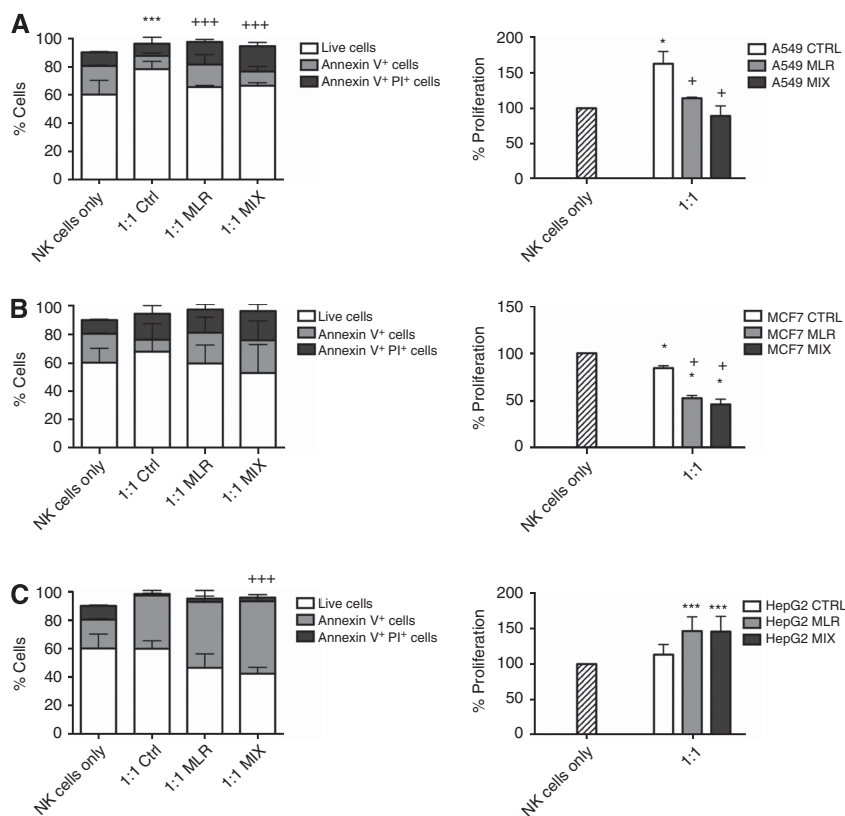 A
*** +++ +++
100
80
60
40
20
0
% Cells
NK cells only
1:1 Ctrl
1:1 MLR
1:1 MIX
Live cells
Annexin V⁺ cells
Annexin V⁺ PI⁺ cells
200
150
100
50
0
% Proliferation
* + +
NK cells only
1:1
A549 CTRL
A549 MLR
A549 MIX
B
100
80
60
40
20
0
% Cells
NK cells only
1:1 Ctrl
1:1 MLR
1:1 MIX
Live cells
Annexin V⁺ cells
Annexin V⁺ PI⁺ cells
150
100
50
0
% Proliferation
+ +
* * *
NK cells only
1:1
MCF7 CTRL
MCF7 MLR
MCF7 MIX
C
+++
100
80
60
40
20
0
% Cells
NK cells only
1:1 Ctrl
1:1 MLR
1:1 MIX
Live cells
Annexin V⁺ cells
Annexin V⁺ PI⁺ cells
200
150
100
50
0
% Proliferation
*** ***
NK cells only
1:1
HepG2 CTRL
HepG2 MLR
HepG2 MIX